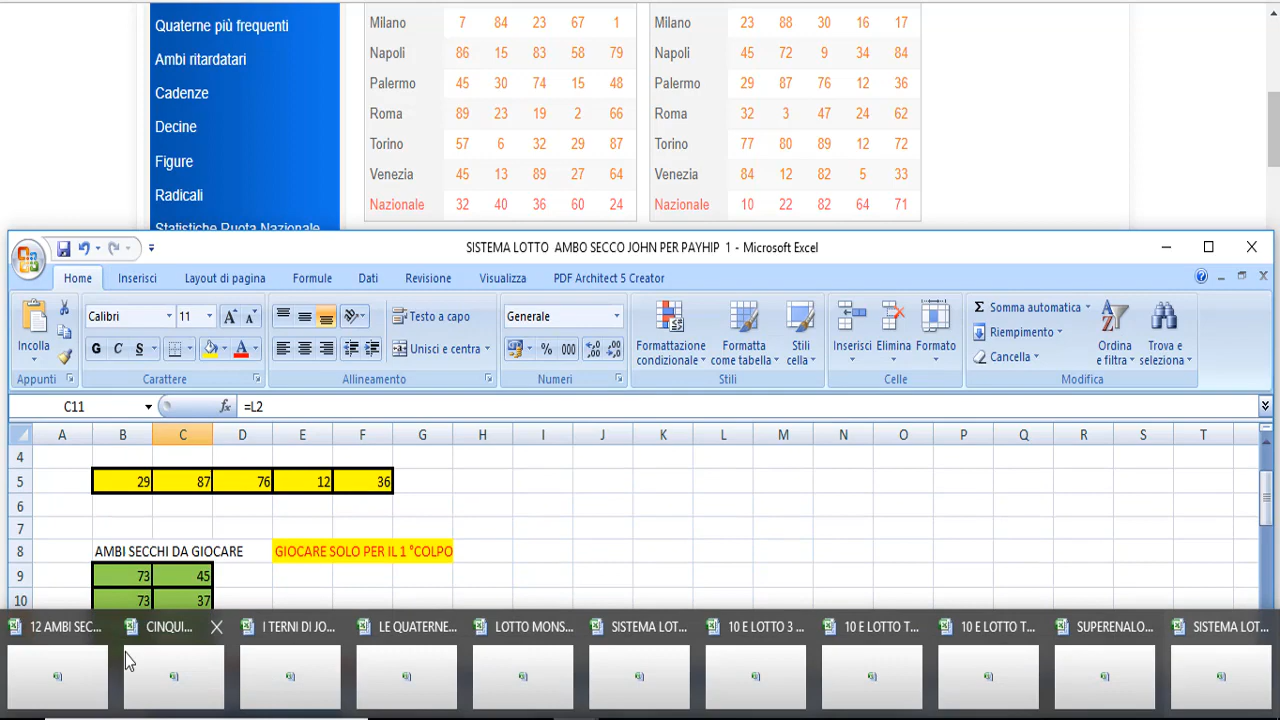 Quaterne più frequenti
Ambi ritardatari
Cadenze
Decine
Figure
Radicali
Statistiche Ruota Nazionale
Milano 7 84 23 67 1
Napoli 86 15 83 58 79
Palermo 45 30 74 15 48
Roma 89 23 19 2 66
Torino 57 6 32 29 87
Venezia 45 13 89 27 64
Nazionale 32 40 36 60 24
Milano 23 88 30 16 17
Napoli 45 72 9 34 84
Palermo 29 87 76 12 36
Roma 32 3 47 24 62
Torino 77 80 89 12 72
Venezia 84 12 82 5 33
Nazionale 10 22 82 64 71
SISTEMA LOTTO AMBO SECCO JOHN PER PAYHIP 1 - Microsoft Excel
Home Inserisci Layout di pagina Formule Dati Revisione Visualizza PDF Architect 5 Creator
Incolla
Appunti
Calibri 11
G C S
Carattere
Testo a capo
Unisci e centra
Allineamento
Generale
% 000
Numeri
Formattazione condizionale
Formatta come tabella
Stili cella
Stili
Inserisci Elimina Formato
Celle
Σ Somma automatica
Riempimento
Cancella
Ordina e filtra
Trova e seleziona
Modifica
C11 fx =L2
A B C D E F G H I J K L M N O P Q R S T
4
5 29 87 76 12 36
6
7
8 AMBI SECCHI DA GIOCARE GIOCARE SOLO PER IL 1 °COLPO
9 73 45
10 73 37
12 AMBI SEC... CINQUI... I TERNI DI JO... LE QUATERNE... LOTTO MONS... SISTEMA LOT... 10 E LOTTO 3 ... 10 E LOTTO T... 10 E LOTTO T... SUPERENALO... SISTEMA LOT...